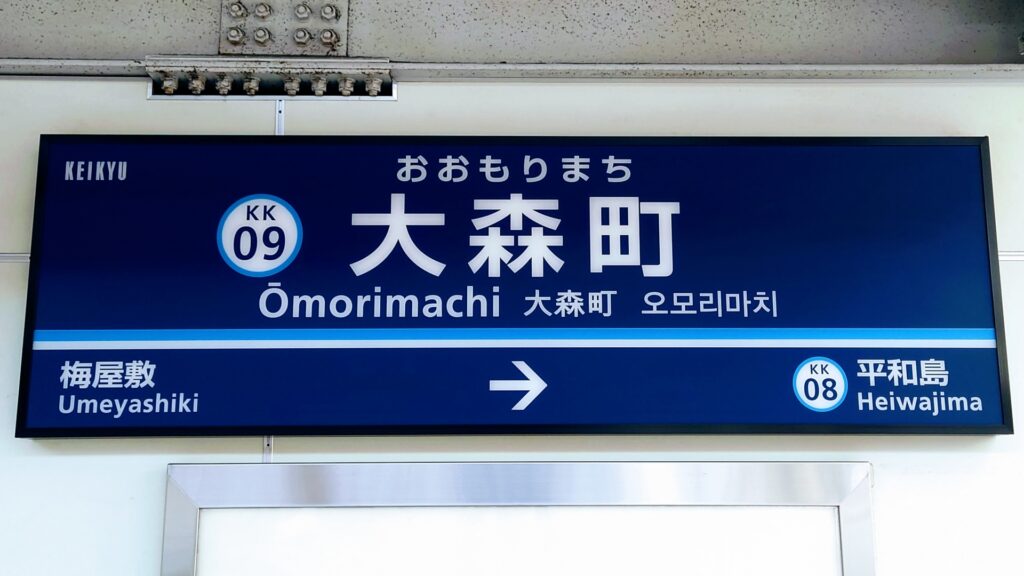 KEIKYU
おおもりまち
KK
09
大森町
Ōmorimachi 大森町 오모리마치
梅屋敷
Umeyashiki
→
KK
08
平和島
Heiwajima